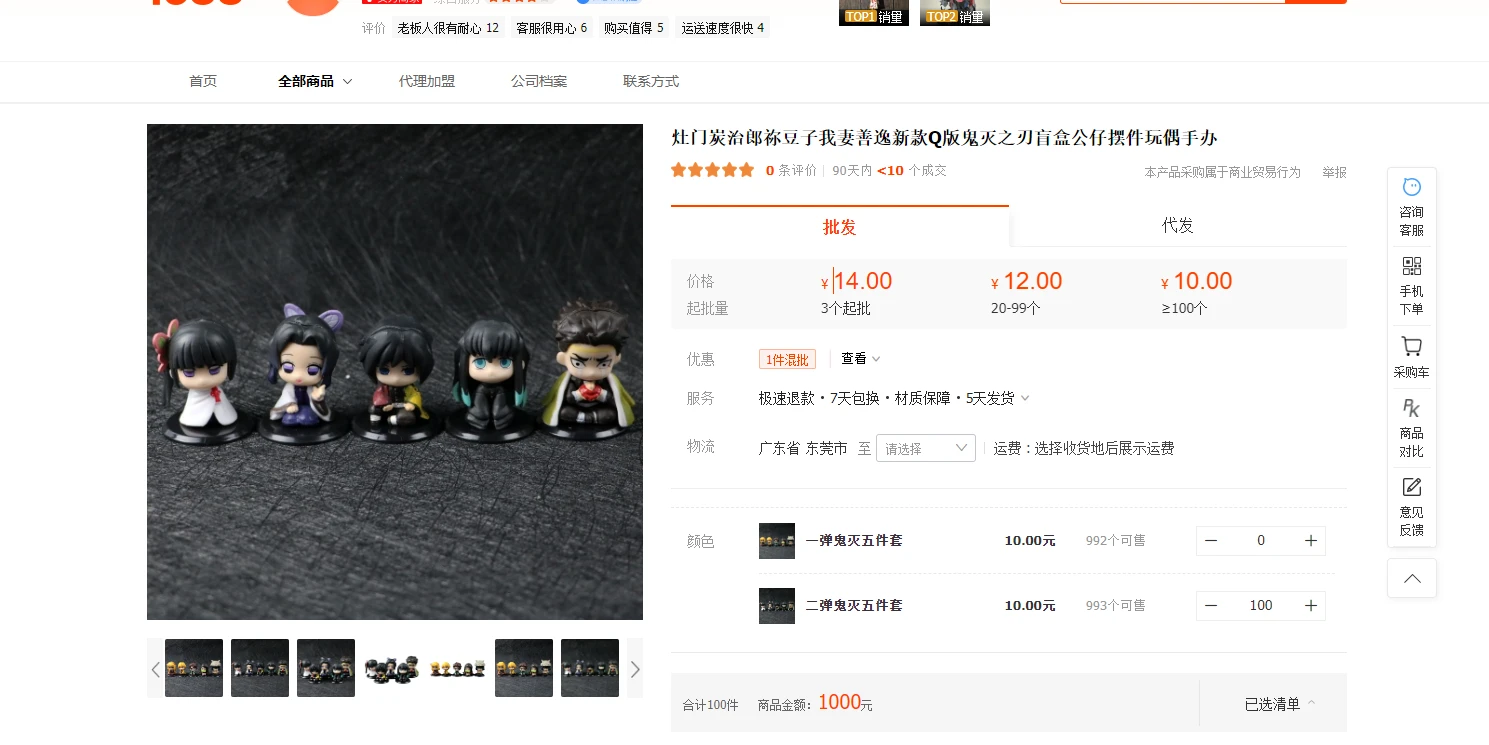 评价 老板人很有耐心 12 客服很用心 6 购买值得 5 运送速度很快 4
TOP1 销量 TOP2 销量
首页 全部商品 代理加盟 公司档案 联系方式
灶门炭治郎祢豆子我妻善逸新款Q版鬼灭之刃盲盒公仔摆件玩偶手办
0 条评价 90天内 <10 个成交 本产品采购属于商业贸易行为 举报
批发 代发
价格 ¥ 14.00 ¥ 12.00 ¥ 10.00
起批量 3个起批 20-99个 ≥100个
优惠 1件混批 查看
服务 极速退款·7天包换·材质保障·5天发货
物流 广东省 东莞市 至 请选择 运费：选择收货地后展示运费
颜色 一弹鬼灭五件套 10.00元 992个可售 － 0 ＋
二弹鬼灭五件套 10.00元 993个可售 － 100 ＋
合计100件 商品金额: 1000元 已选清单
咨询
客服
手机
下单
采购车
PK
商品
对比
意见
反馈